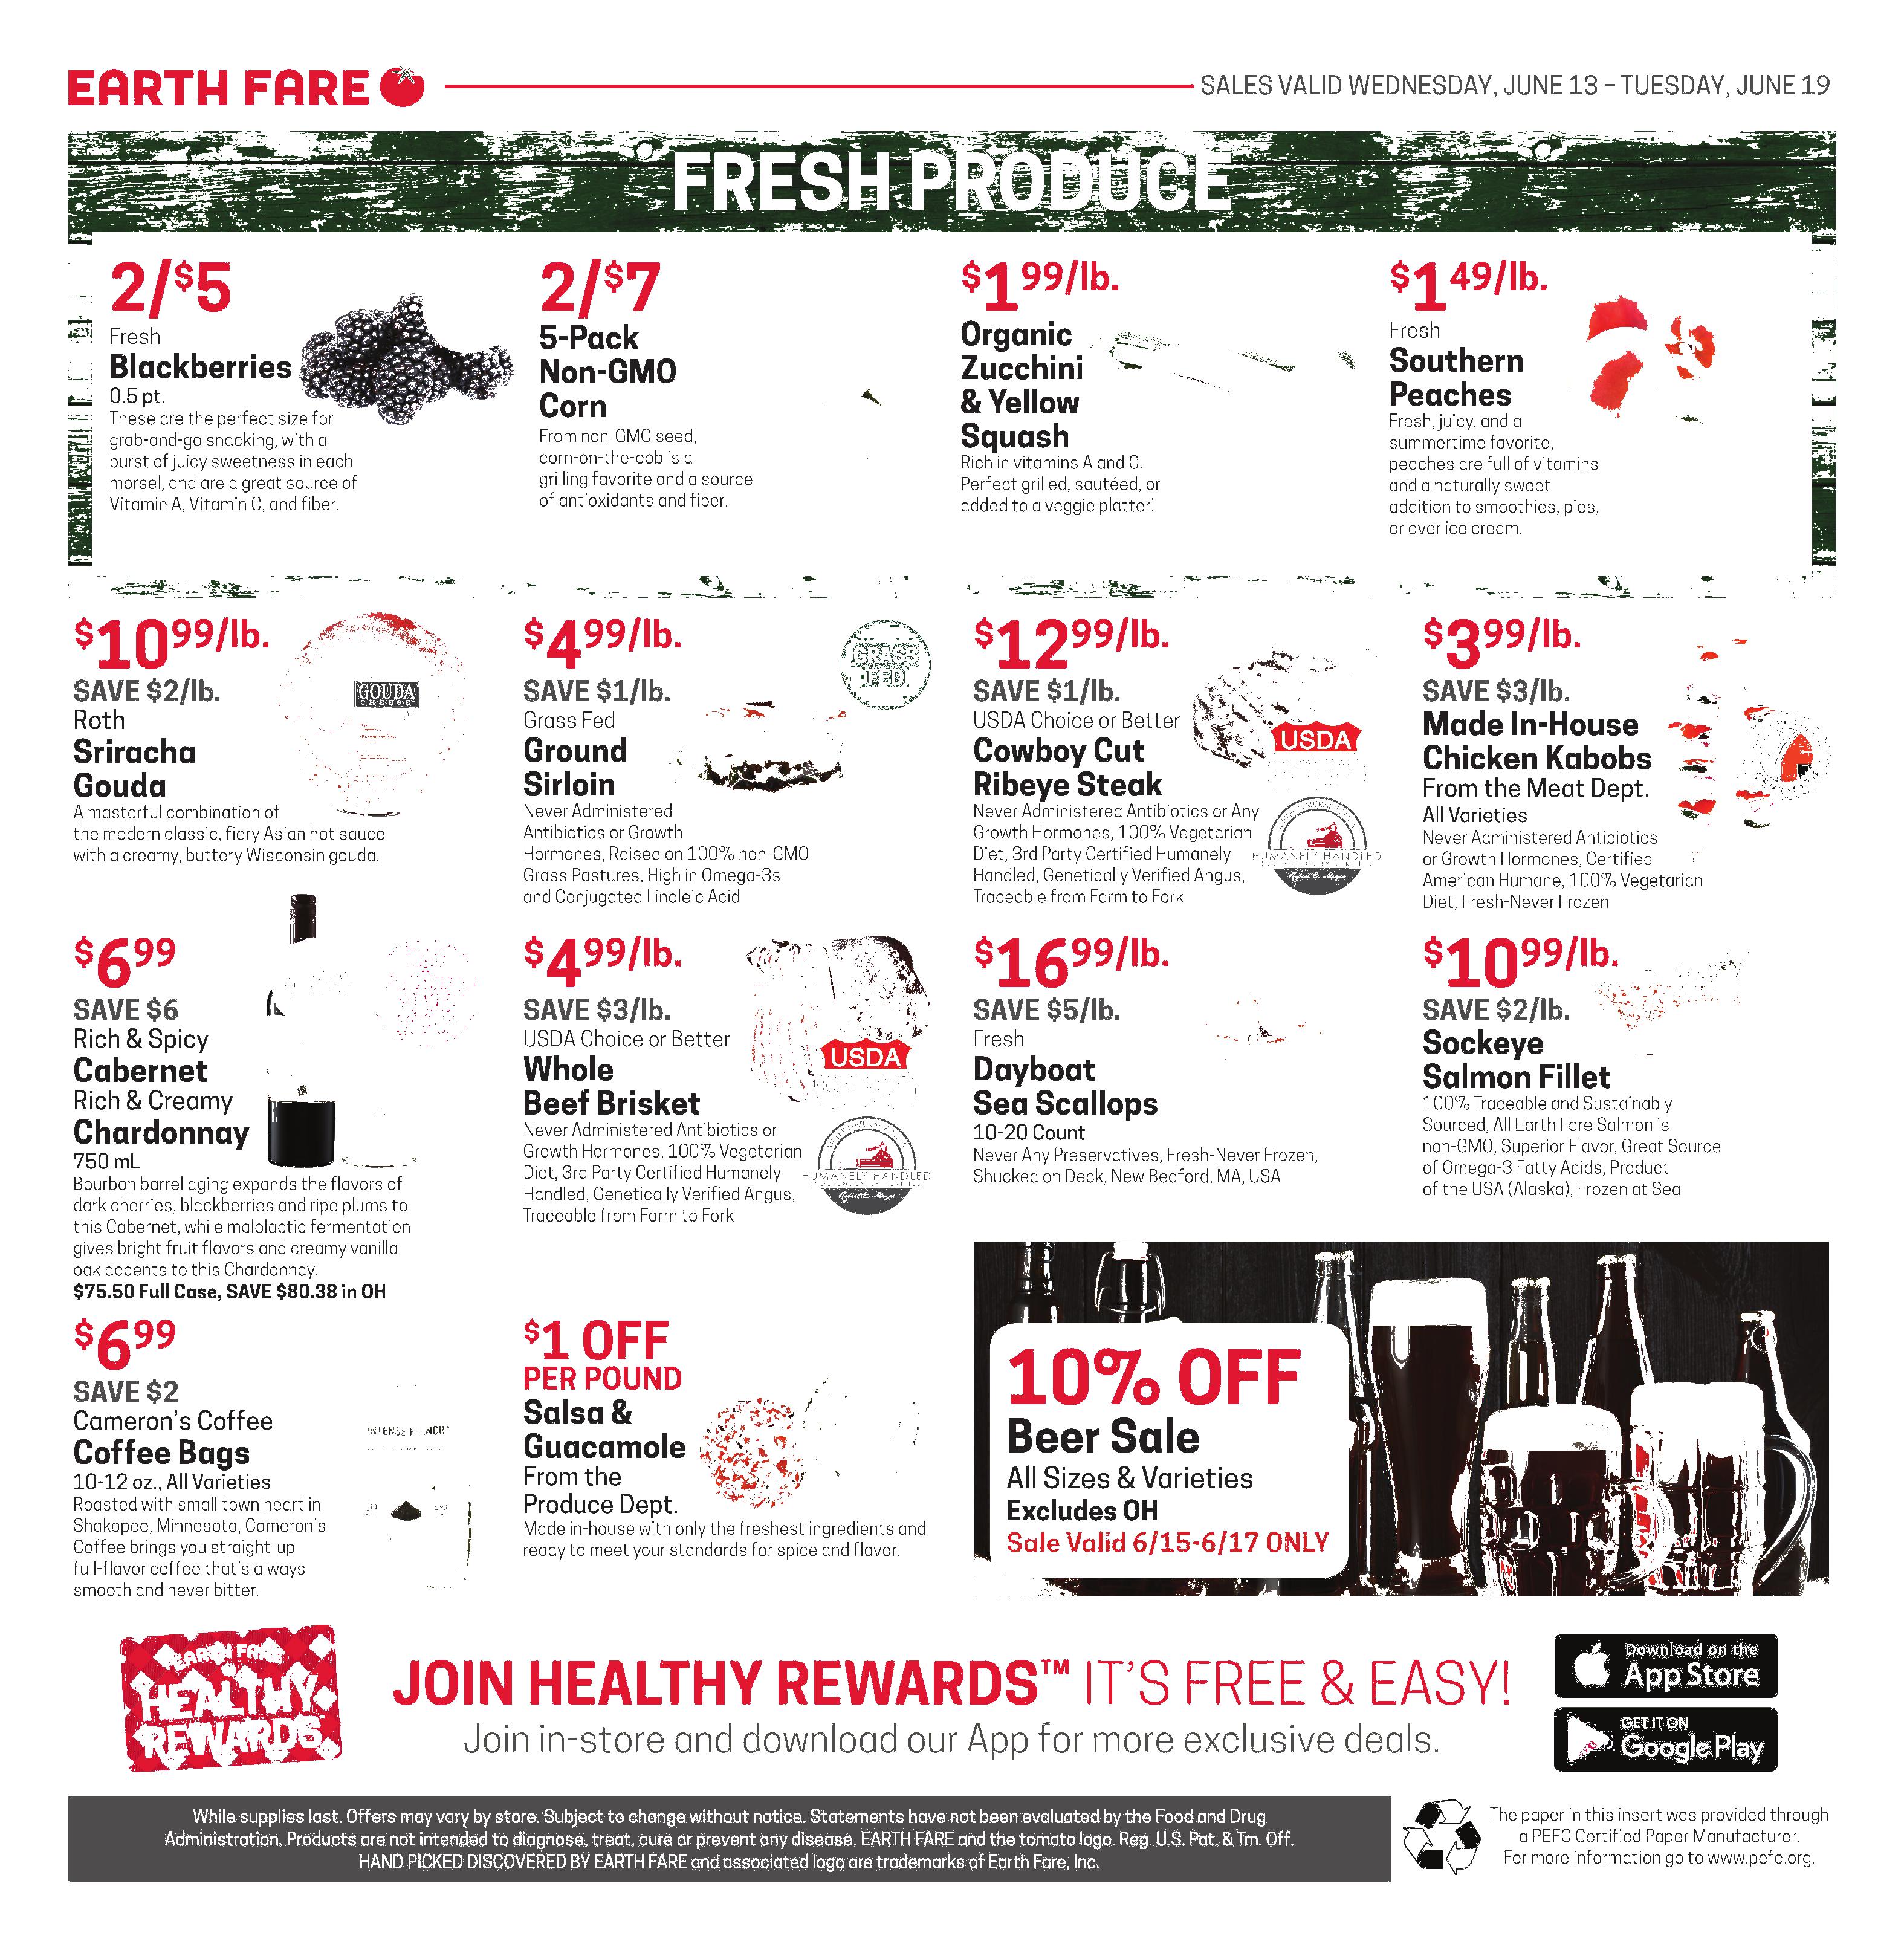 EARTH FARE
SALES VALID WEDNESDAY, JUNE 13 – TUESDAY, JUNE 19
FRESH PRODUCE
2/$5
Fresh
Blackberries
0.5 pt.
These are the perfect size for
grab-and-go snacking, with a
burst of juicy sweetness in each
morsel, and are a great source of
Vitamin A, Vitamin C, and fiber.
2/$7
5-Pack
Non-GMO
Corn
From non-GMO seed,
corn-on-the-cob is a
grilling favorite and a source
of antioxidants and fiber.
$1 99/lb.
Organic
Zucchini
& Yellow
Squash
Rich in vitamins A and C.
Perfect grilled, sautéed, or
added to a veggie platter!
$1 49/lb.
Fresh
Southern
Peaches
Fresh, juicy, and a
summertime favorite,
peaches are full of vitamins
and a naturally sweet
addition to smoothies, pies,
or over ice cream.
$10 99/lb.
SAVE $2/lb.
Roth
Sriracha
Gouda
A masterful combination of
the modern classic, fiery Asian hot sauce
with a creamy, buttery Wisconsin gouda.
GOUDA
CHEESE
$4 99/lb.
SAVE $1/lb.
Grass Fed
Ground
Sirloin
Never Administered
Antibiotics or Growth
Hormones, Raised on 100% non-GMO
Grass Pastures, High in Omega-3s
and Conjugated Linoleic Acid
GRASS
FED
$12 99/lb.
SAVE $1/lb.
USDA Choice or Better
Cowboy Cut
Ribeye Steak
Never Administered Antibiotics or Any
Growth Hormones, 100% Vegetarian
Diet, 3rd Party Certified Humanely
Handled, Genetically Verified Angus,
Traceable from Farm to Fork
USDA
HUMANELY HANDLED
$3 99/lb.
SAVE $3/lb.
Made In-House
Chicken Kabobs
From the Meat Dept.
All Varieties
Never Administered Antibiotics
or Growth Hormones, Certified
American Humane, 100% Vegetarian
Diet, Fresh-Never Frozen
$6 99
SAVE $6
Rich & Spicy
Cabernet
Rich & Creamy
Chardonnay
750 mL
Bourbon barrel aging expands the flavors of
dark cherries, blackberries and ripe plums to
this Cabernet, while malolactic fermentation
gives bright fruit flavors and creamy vanilla
oak accents to this Chardonnay.
$75.50 Full Case, SAVE $80.38 in OH
$4 99/lb.
SAVE $3/lb.
USDA Choice or Better
Whole
Beef Brisket
Never Administered Antibiotics or
Growth Hormones, 100% Vegetarian
Diet, 3rd Party Certified Humanely
Handled, Genetically Verified Angus,
Traceable from Farm to Fork
USDA
HUMANELY HANDLED
$16 99/lb.
SAVE $5/lb.
Fresh
Dayboat
Sea Scallops
10-20 Count
Never Any Preservatives, Fresh-Never Frozen,
Shucked on Deck, New Bedford, MA, USA
$10 99/lb.
SAVE $2/lb.
Sockeye
Salmon Fillet
100% Traceable and Sustainably
Sourced, All Earth Fare Salmon is
non-GMO, Superior Flavor, Great Source
of Omega-3 Fatty Acids, Product
of the USA (Alaska), Frozen at Sea
$6 99
SAVE $2
Cameron's Coffee
Coffee Bags
10-12 oz., All Varieties
Roasted with small town heart in
Shakopee, Minnesota, Cameron's
Coffee brings you straight-up
full-flavor coffee that's always
smooth and never bitter.
INTENSE
$1 OFF
PER POUND
Salsa &
Guacamole
From the
Produce Dept.
Made in-house with only the freshest ingredients and
ready to meet your standards for spice and flavor.
10% OFF
Beer Sale
All Sizes & Varieties
Excludes OH
Sale Valid 6/15-6/17 ONLY
EARTH FARE
HEALTHY
REWARDS
JOIN HEALTHY REWARDS™ IT'S FREE & EASY!
Join in-store and download our App for more exclusive deals.
Download on the
App Store
GET IT ON
Google Play
While supplies last. Offers may vary by store. Subject to change without notice. Statements have not been evaluated by the Food and Drug
Administration. Products are not intended to diagnose, treat, cure or prevent any disease, EARTH FARE and the tomato logo. Reg. U.S. Pat. & Tm. Off.
HAND PICKED DISCOVERED BY EARTH FARE and associated logo are trademarks of Earth Fare, Inc.
The paper in this insert was provided through
a PEFC Certified Paper Manufacturer.
For more information go to www.pefc.org.